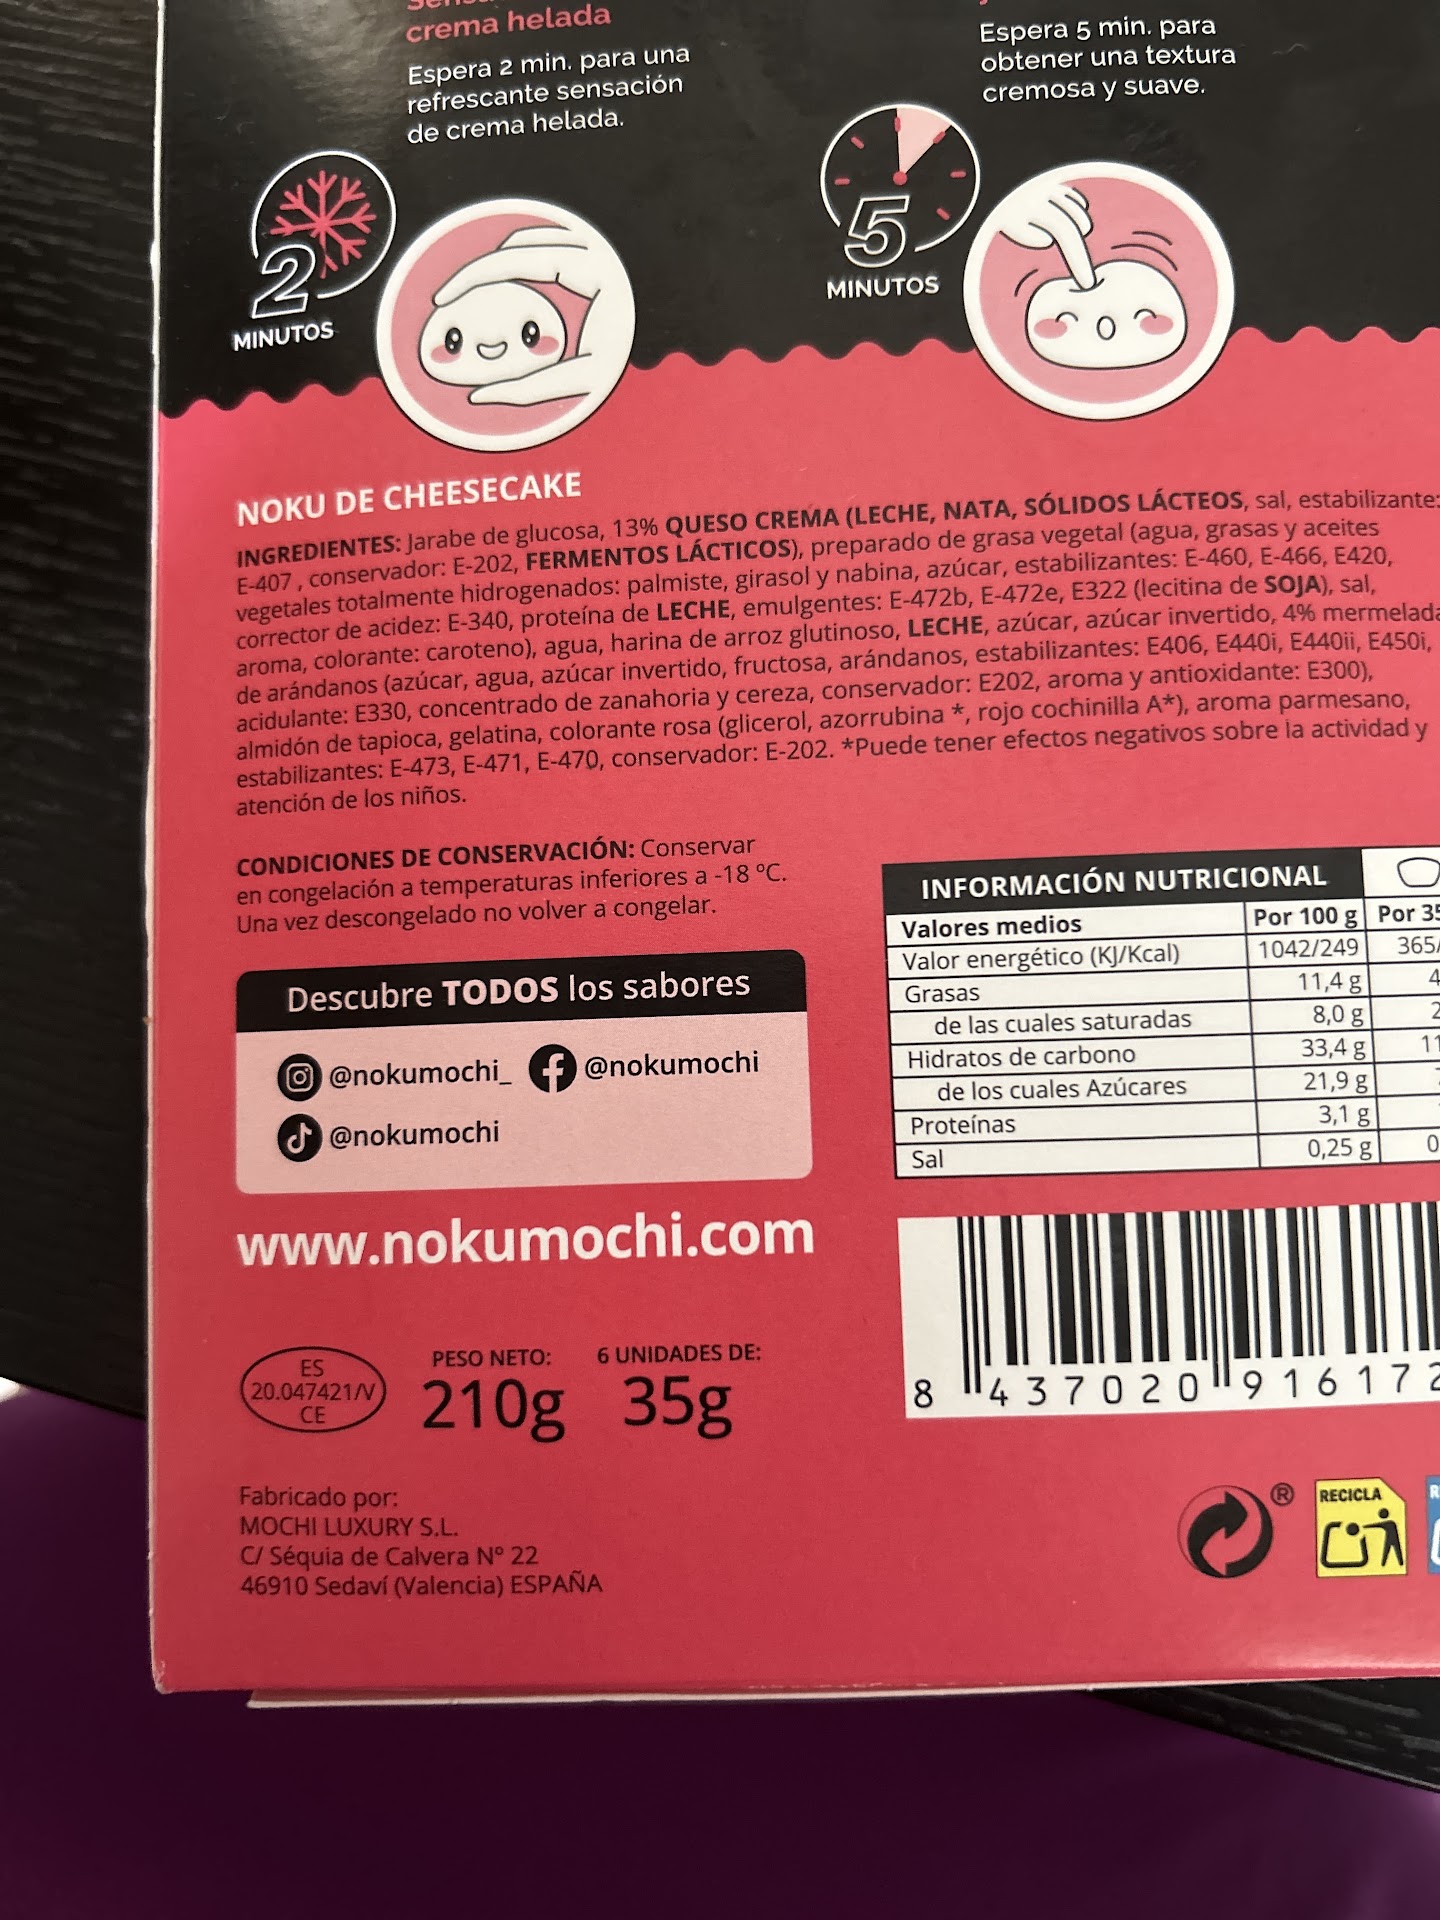 crema helada
Espera 2 min. para una
refrescante sensación
de crema helada.
2
MINUTOS
Espera 5 min. para
obtener una textura
cremosa y suave.
5
MINUTOS
NOKU DE CHEESECAKE
INGREDIENTES: Jarabe de glucosa, 13% QUESO CREMA (LECHE, NATA, SÓLIDOS LÁCTEOS, sal, estabilizante:
E-407 , conservador: E-202, FERMENTOS LÁCTICOS), preparado de grasa vegetal (agua, grasas y aceites
vegetales totalmente hidrogenados: palmiste, girasol y nabina, azúcar, estabilizantes: E-460, E-466, E420,
corrector de acidez: E-340, proteína de LECHE, emulgentes: E-472b, E-472e, E322 (lecitina de SOJA), sal,
aroma, colorante: caroteno), agua, harina de arroz glutinoso, LECHE, azúcar, azúcar invertido, 4% mermelada
de arándanos (azúcar, agua, azúcar invertido, fructosa, arándanos, estabilizantes: E406, E440i, E440ii, E450i,
acidulante: E330, concentrado de zanahoria y cereza, conservador: E202, aroma y antioxidante: E300),
almidón de tapioca, gelatina, colorante rosa (glicerol, azorrubina *, rojo cochinilla A*), aroma parmesano,
estabilizantes: E-473, E-471, E-470, conservador: E-202. *Puede tener efectos negativos sobre la actividad y
atención de los niños.
CONDICIONES DE CONSERVACIÓN: Conservar
en congelación a temperaturas inferiores a -18 ºC.
Una vez descongelado no volver a congelar.
Descubre TODOS los sabores
@nokumochi_ @nokumochi
@nokumochi
www.nokumochi.com
INFORMACIÓN NUTRICIONAL
Valores medios Por 100 g Por 35
Valor energético (KJ/Kcal) 1042/249 365/
Grasas 11,4 g 4
de las cuales saturadas 8,0 g 2
Hidratos de carbono 33,4 g 11
de los cuales Azúcares 21,9 g
Proteínas 3,1 g
Sal 0,25 g 0
8 437020 916172
ES
20.047421/V
CE
PESO NETO:
210g
6 UNIDADES DE:
35g
Fabricado por:
MOCHI LUXURY S.L.
C/ Séquia de Calvera Nº 22
46910 Sedaví (Valencia) ESPAÑA
®
RECICLA